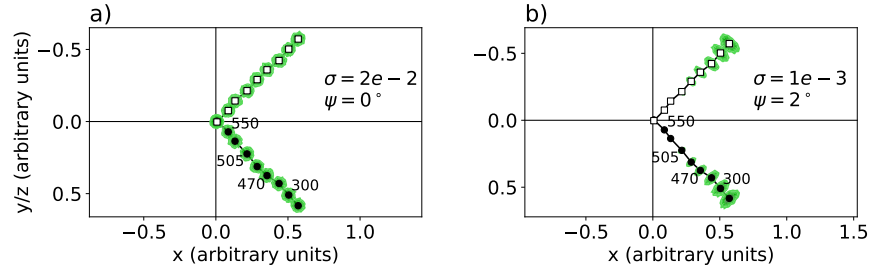 a)
y/z (arbitrary units)
−0.5
0.0
0.5
σ = 2e − 2
ψ = 0°
550
505
470
300
−0.5
0.0
0.5
1.0
x (arbitrary units)
b)
−0.5
0.0
0.5
σ = 1e − 3
ψ = 2°
550
505
470
300
−0.5
0.0
0.5
1.0
1.5
x (arbitrary units)